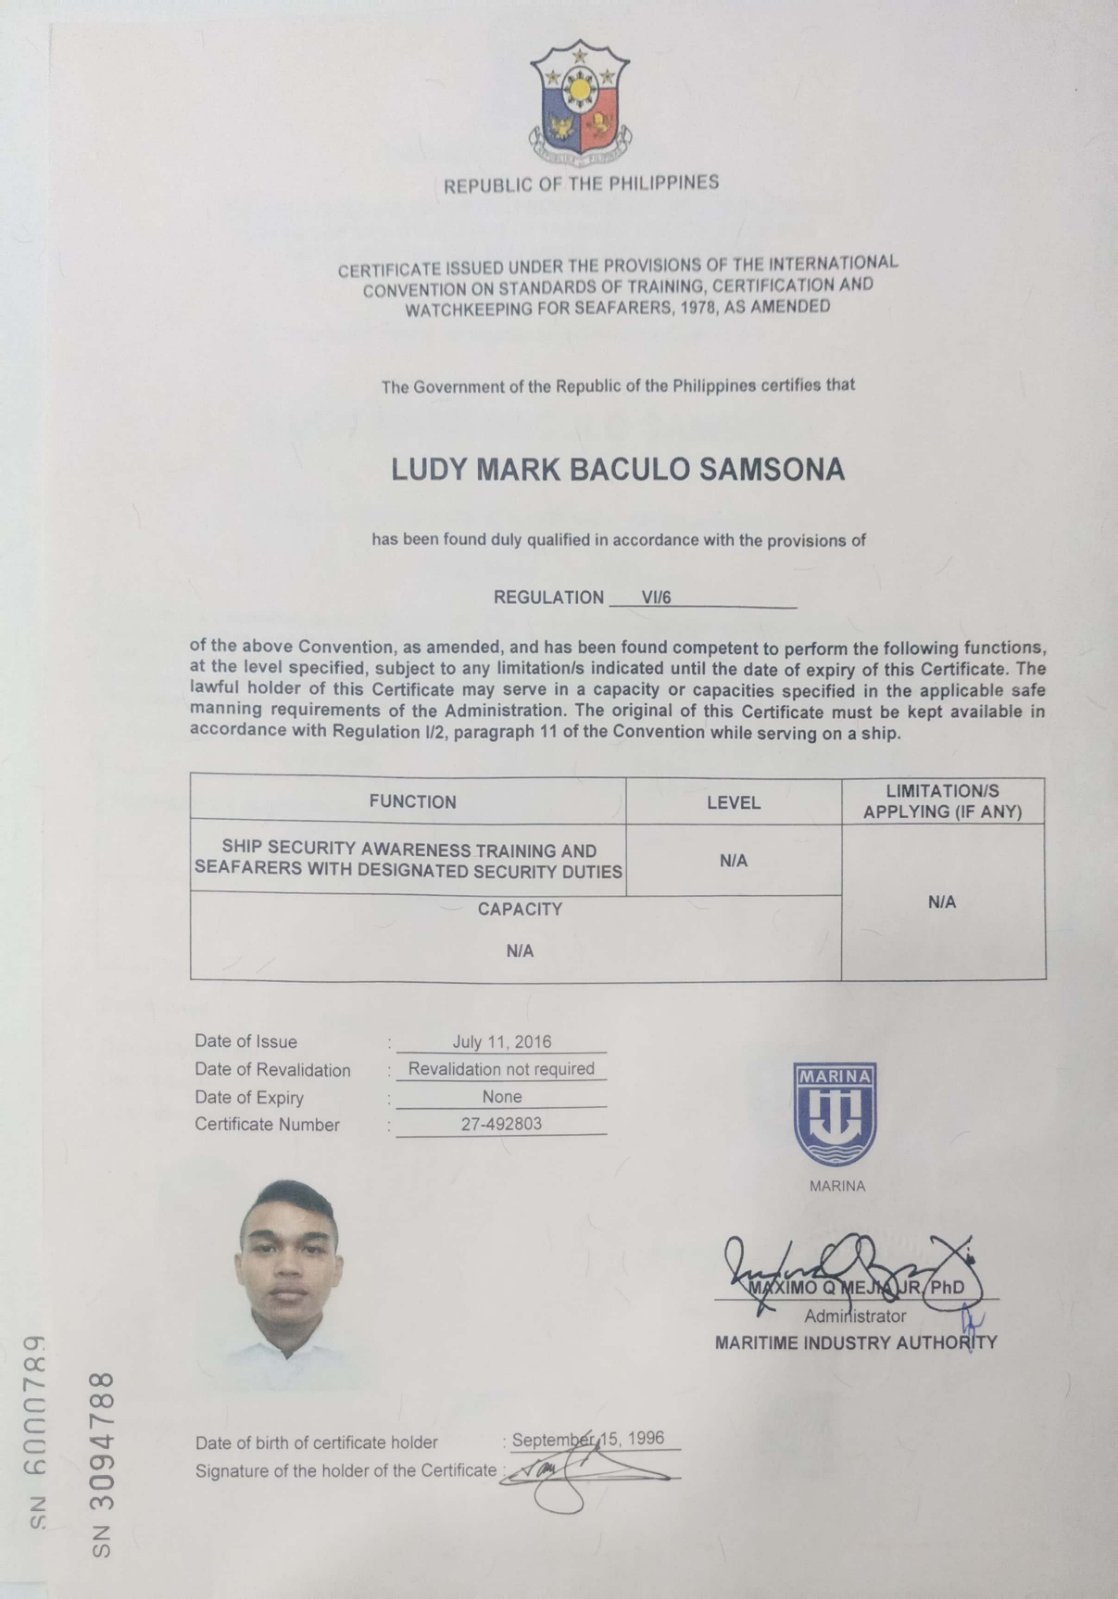 REPUBLIC OF THE PHILIPPINES
CERTIFICATE ISSUED UNDER THE PROVISIONS OF THE INTERNATIONAL
CONVENTION ON STANDARDS OF TRAINING, CERTIFICATION AND
WATCHKEEPING FOR SEAFARERS, 1978, AS AMENDED
The Government of the Republic of the Philippines certifies that
LUDY MARK BACULO SAMSONA
has been found duly qualified in accordance with the provisions of
REGULATION VI/6
of the above Convention, as amended, and has been found competent to perform the following functions,
at the level specified, subject to any limitation/s indicated until the date of expiry of this Certificate. The
lawful holder of this Certificate may serve in a capacity or capacities specified in the applicable safe
manning requirements of the Administration. The original of this Certificate must be kept available in
accordance with Regulation I/2, paragraph 11 of the Convention while serving on a ship.
FUNCTION LEVEL LIMITATION/S
APPLYING (IF ANY)
SHIP SECURITY AWARENESS TRAINING AND
SEAFARERS WITH DESIGNATED SECURITY DUTIES N/A
N/A
CAPACITY
N/A
Date of Issue : July 11, 2016
Date of Revalidation : Revalidation not required
Date of Expiry : None
Certificate Number : 27-492803
MARINA
MARINA
MAXIMO Q MEJIA JR, PhD
Administrator
MARITIME INDUSTRY AUTHORITY
Date of birth of certificate holder : September 15, 1996
Signature of the holder of the Certificate :
SN 6000789
SN 3094788